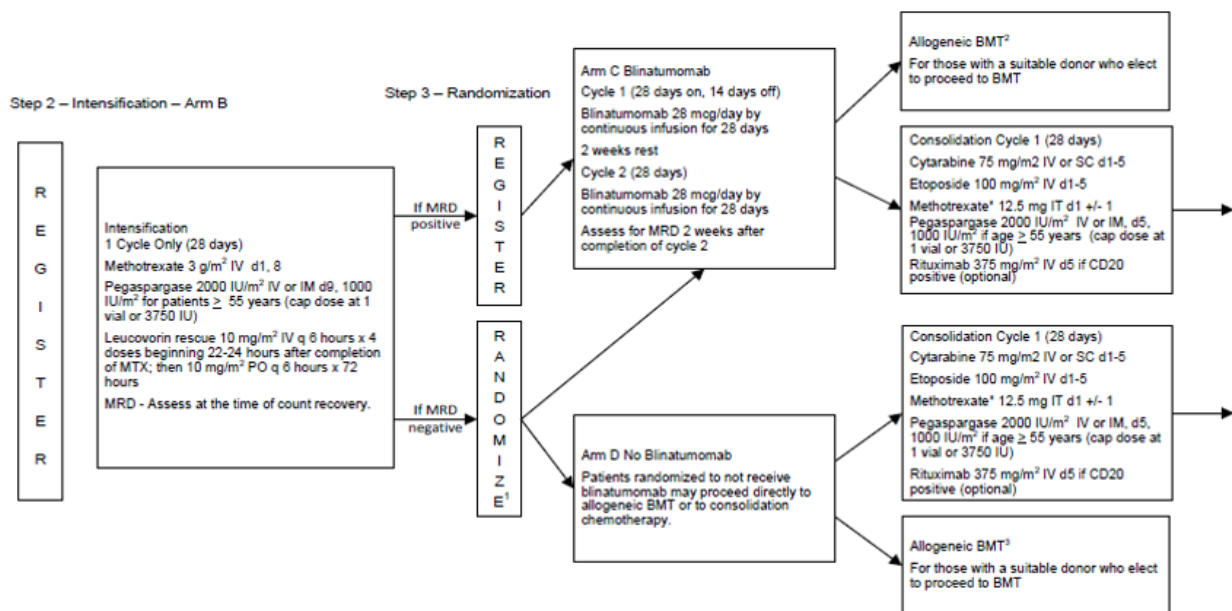 Step 2 – Intensification – Arm B
R
E
G
I
S
T
E
R
Intensification
1 Cycle Only (28 days)
Methotrexate 3 g/m² IV d1, 8
Pegaspargase 2000 IU/m² IV or IM d9, 1000
IU/m² for patients ≥ 55 years (cap dose at 1
vial or 3750 IU)
Leucovorin rescue 10 mg/m² IV q 6 hours x 4
doses beginning 22-24 hours after completion
of MTX; then 10 mg/m² PO q 6 hours x 72
hours
MRD - Assess at the time of count recovery.
If MRD
positive
If MRD
negative
Step 3 – Randomization
R
E
G
I
S
T
E
R
R
A
N
D
O
M
I
Z
E¹
Arm C Blinatumomab
Cycle 1 (28 days on, 14 days off)
Blinatumomab 28 mcg/day by
continuous infusion for 28 days
2 weeks rest
Cycle 2 (28 days)
Blinatumomab 28 mcg/day by
continuous infusion for 28 days
Assess for MRD 2 weeks after
completion of cycle 2
Arm D No Blinatumomab
Patients randomized to not receive
blinatumomab may proceed directly to
allogeneic BMT or to consolidation
chemotherapy.
Allogeneic BMT²
For those with a suitable donor who elect
to proceed to BMT
Consolidation Cycle 1 (28 days)
Cytarabine 75 mg/m2 IV or SC d1-5
Etoposide 100 mg/m² IV d1-5
Methotrexate* 12.5 mg IT d1 +/- 1
Pegaspargase 2000 IU/m² IV or IM, d5,
1000 IU/m² if age ≥ 55 years (cap dose at
1 vial or 3750 IU)
Rituximab 375 mg/m² IV d5 if CD20
positive (optional)
Consolidation Cycle 1 (28 days)
Cytarabine 75 mg/m2 IV or SC d1-5
Etoposide 100 mg/m² IV d1-5
Methotrexate* 12.5 mg IT d1 +/- 1
Pegaspargase 2000 IU/m² IV or IM, d5,
1000 IU/m² if age ≥ 55 years (cap dose at
1 vial or 3750 IU)
Rituximab 375 mg/m² IV d5 if CD20
positive (optional)
Allogeneic BMT³
For those with a suitable donor who elect
to proceed to BMT